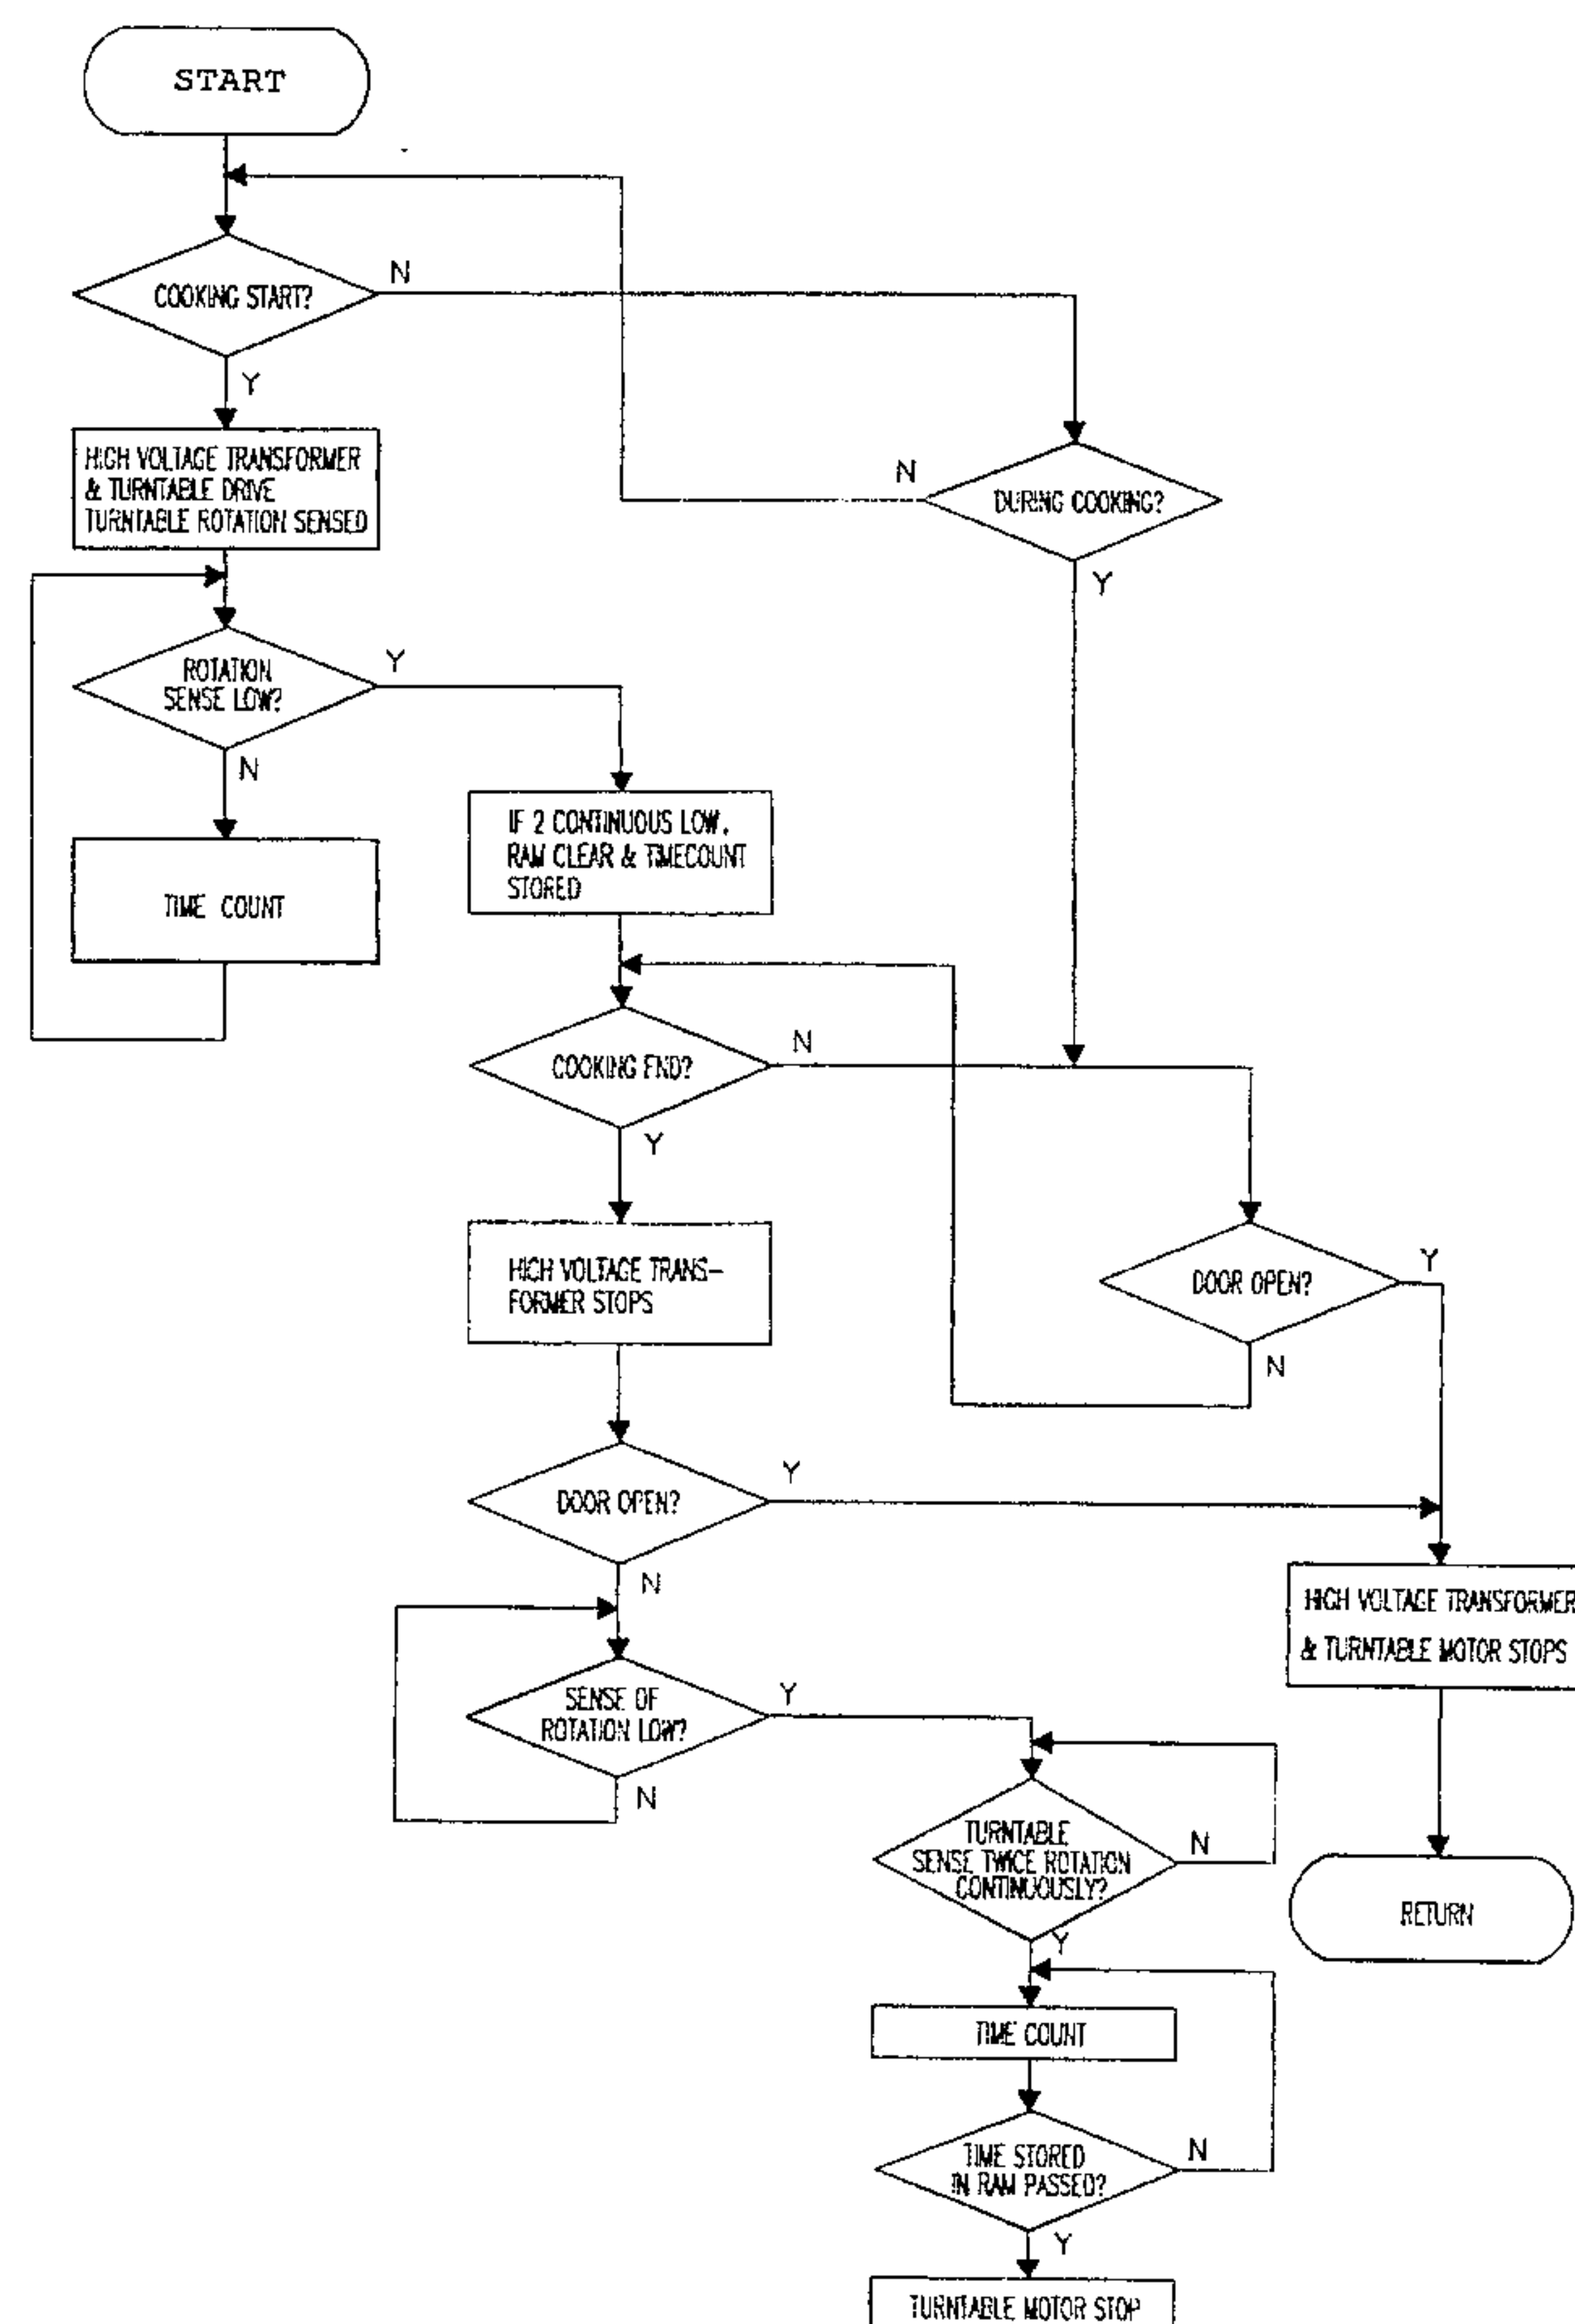 START
COOKING START?
N
Y
HIGH VOLTAGE TRANSFORMER
& TURNTABLE DRIVE
TURNTABLE ROTATION SENSED
N
DURING COOKING?
Y
ROTATION
SENSE LOW?
Y
N
TIME COUNT
IF 2 CONTINUOUS LOW,
RAM CLEAR & TIMECOUNT
STORED
COOKING END?
N
Y
HIGH VOLTAGE TRANS-
FORMER STOPS
DOOR OPEN?
Y
N
DOOR OPEN?
Y
N
HIGH VOLTAGE TRANSFORMER
& TURNTABLE MOTOR STOPS
SENSE OF
ROTATION LOW?
Y
N
TURNTABLE
SENSE TWICE ROTATION
CONTINUOUSLY?
N
Y
RETURN
TIME COUNT
TIME STORED
IN RAM PASSED?
N
Y
TURNTABLE MOTOR STOP